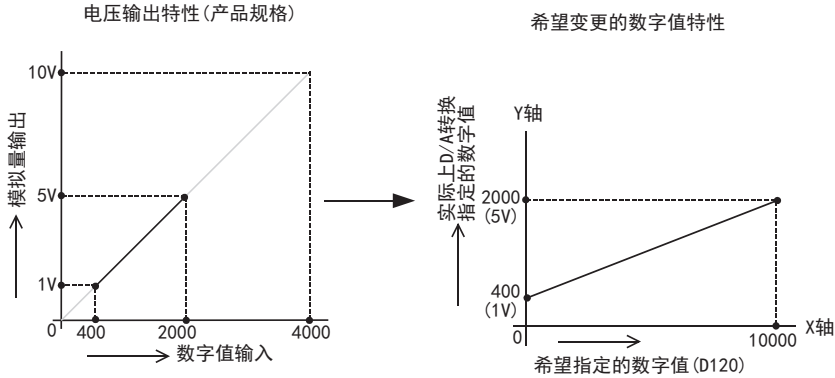 电压输出特性(产品规格)
10V
5V
1V
模拟量输出
0
400
2000
4000
数字值输入
希望变更的数字值特性
Y轴
实际上D/A转换
指定的数字值
2000
(5V)
400
(1V)
0
10000
X轴
希望指定的数字值(D120)